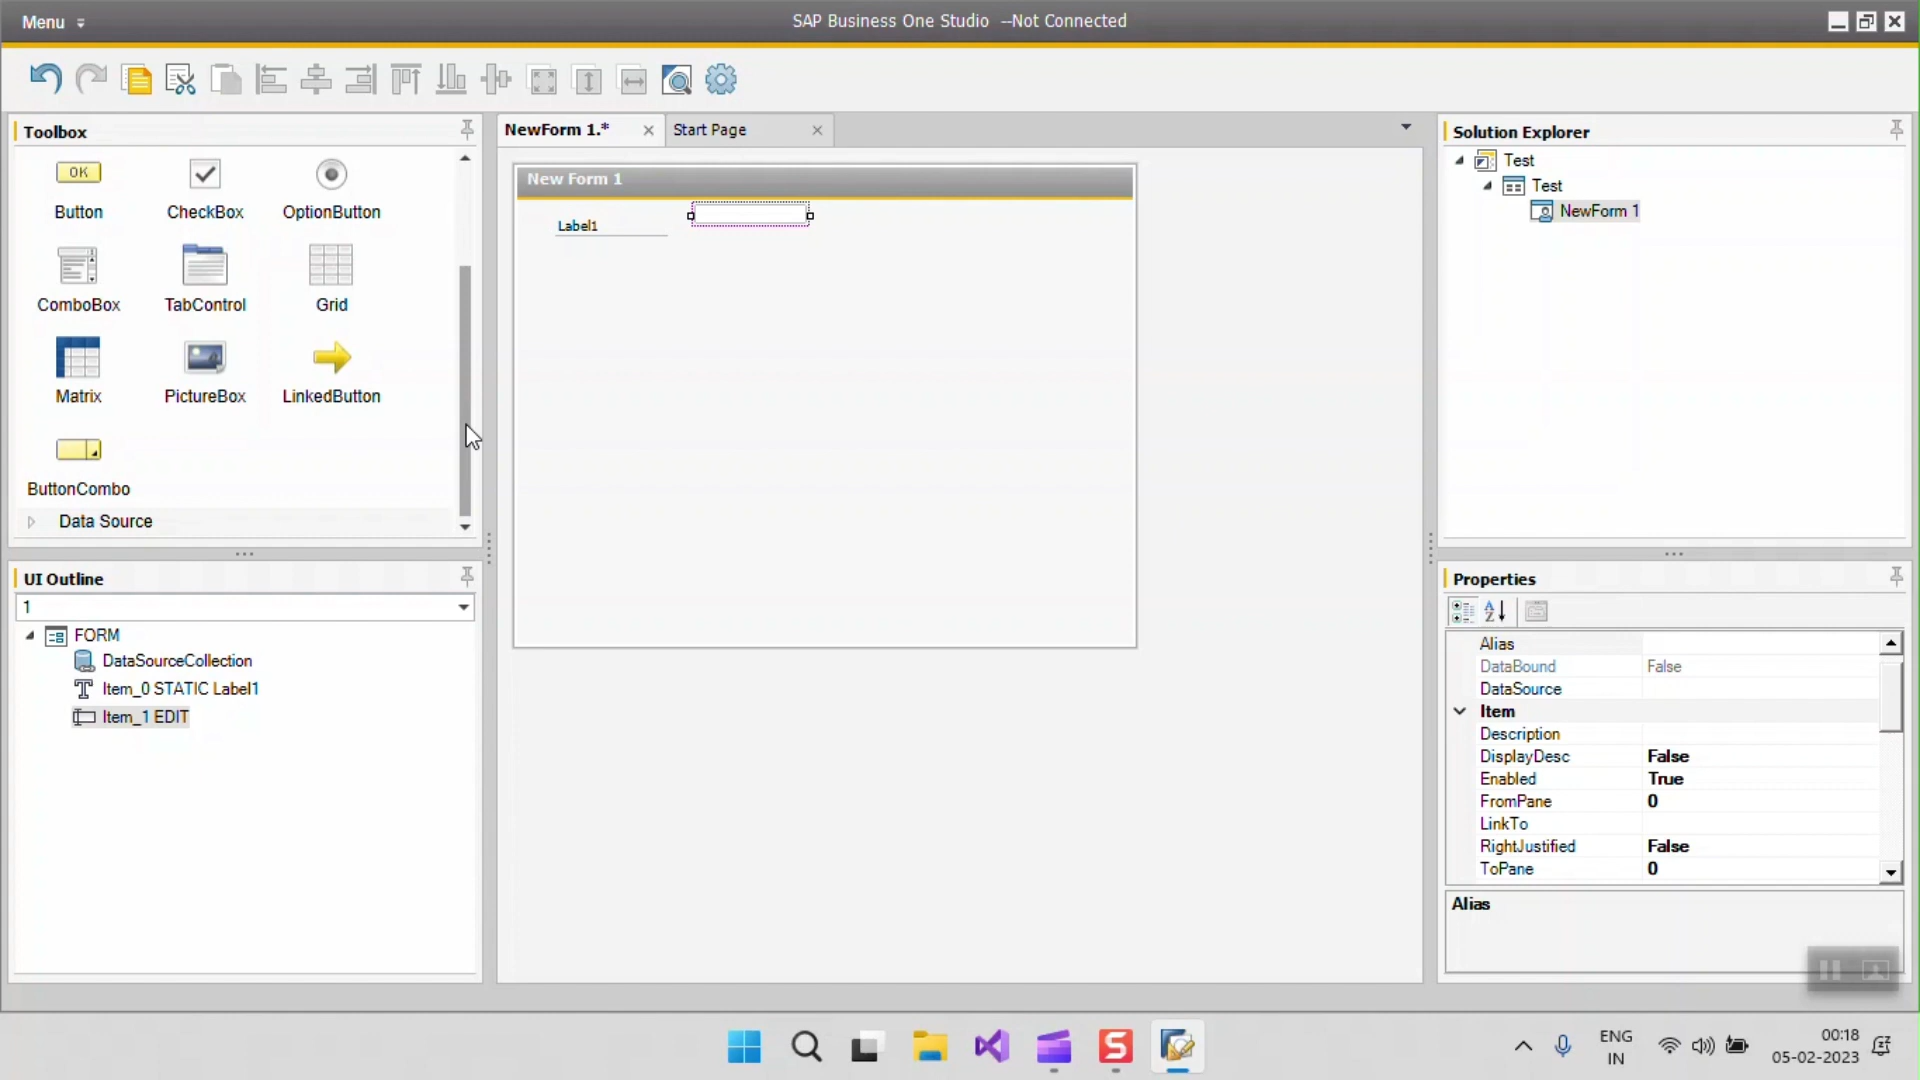 Menu
SAP Business One Studio --Not Connected
Toolbox
OK
Button
CheckBox
OptionButton
ComboBox
TabControl
Grid
Matrix
PictureBox
LinkedButton
ButtonCombo
Data Source
UI Outline
1
FORM
DataSourceCollection
Item_0 STATIC Label1
Item_1 EDIT
NewForm 1.*
Start Page
New Form 1
Label1
Solution Explorer
Test
Test
NewForm 1
Properties
Alias
DataBound False
DataSource
Item
Description
DisplayDesc False
Enabled True
FromPane 0
LinkTo
RightJustified False
ToPane 0
Alias
ENG
IN
00:18
05-02-2023